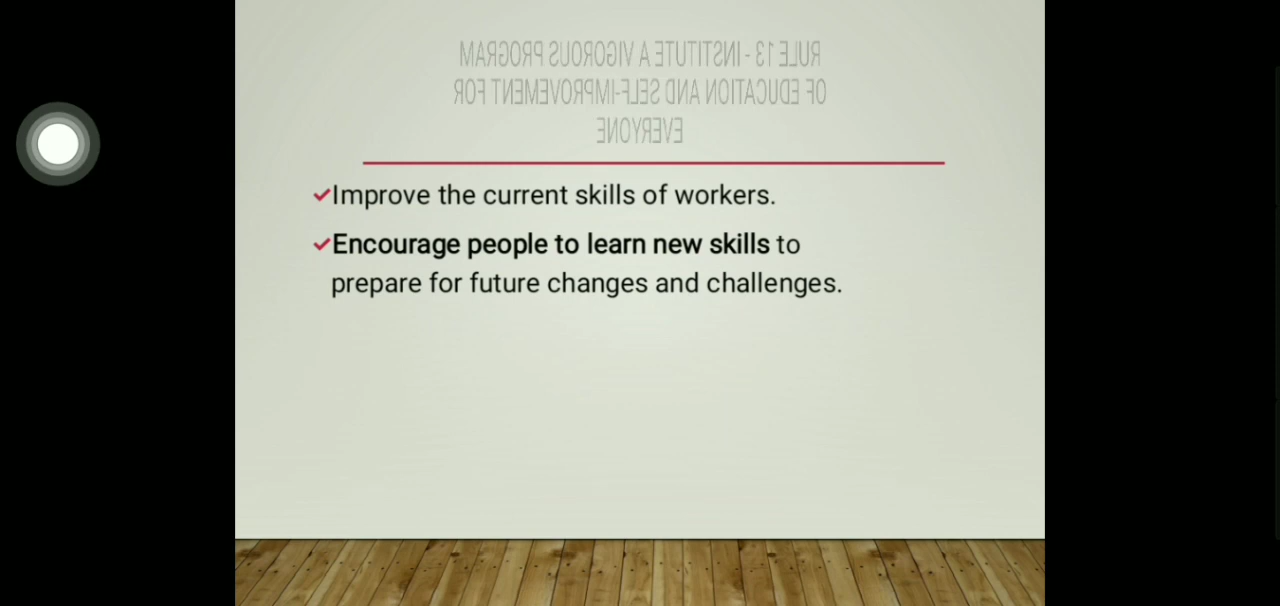 RULE 13 - INSTITUTE A VIGOROUS PROGRAM
OF EDUCATION AND SELF-IMPROVEMENT FOR
EVERYONE
✓Improve the current skills of workers.
✓Encourage people to learn new skills to
prepare for future changes and challenges.